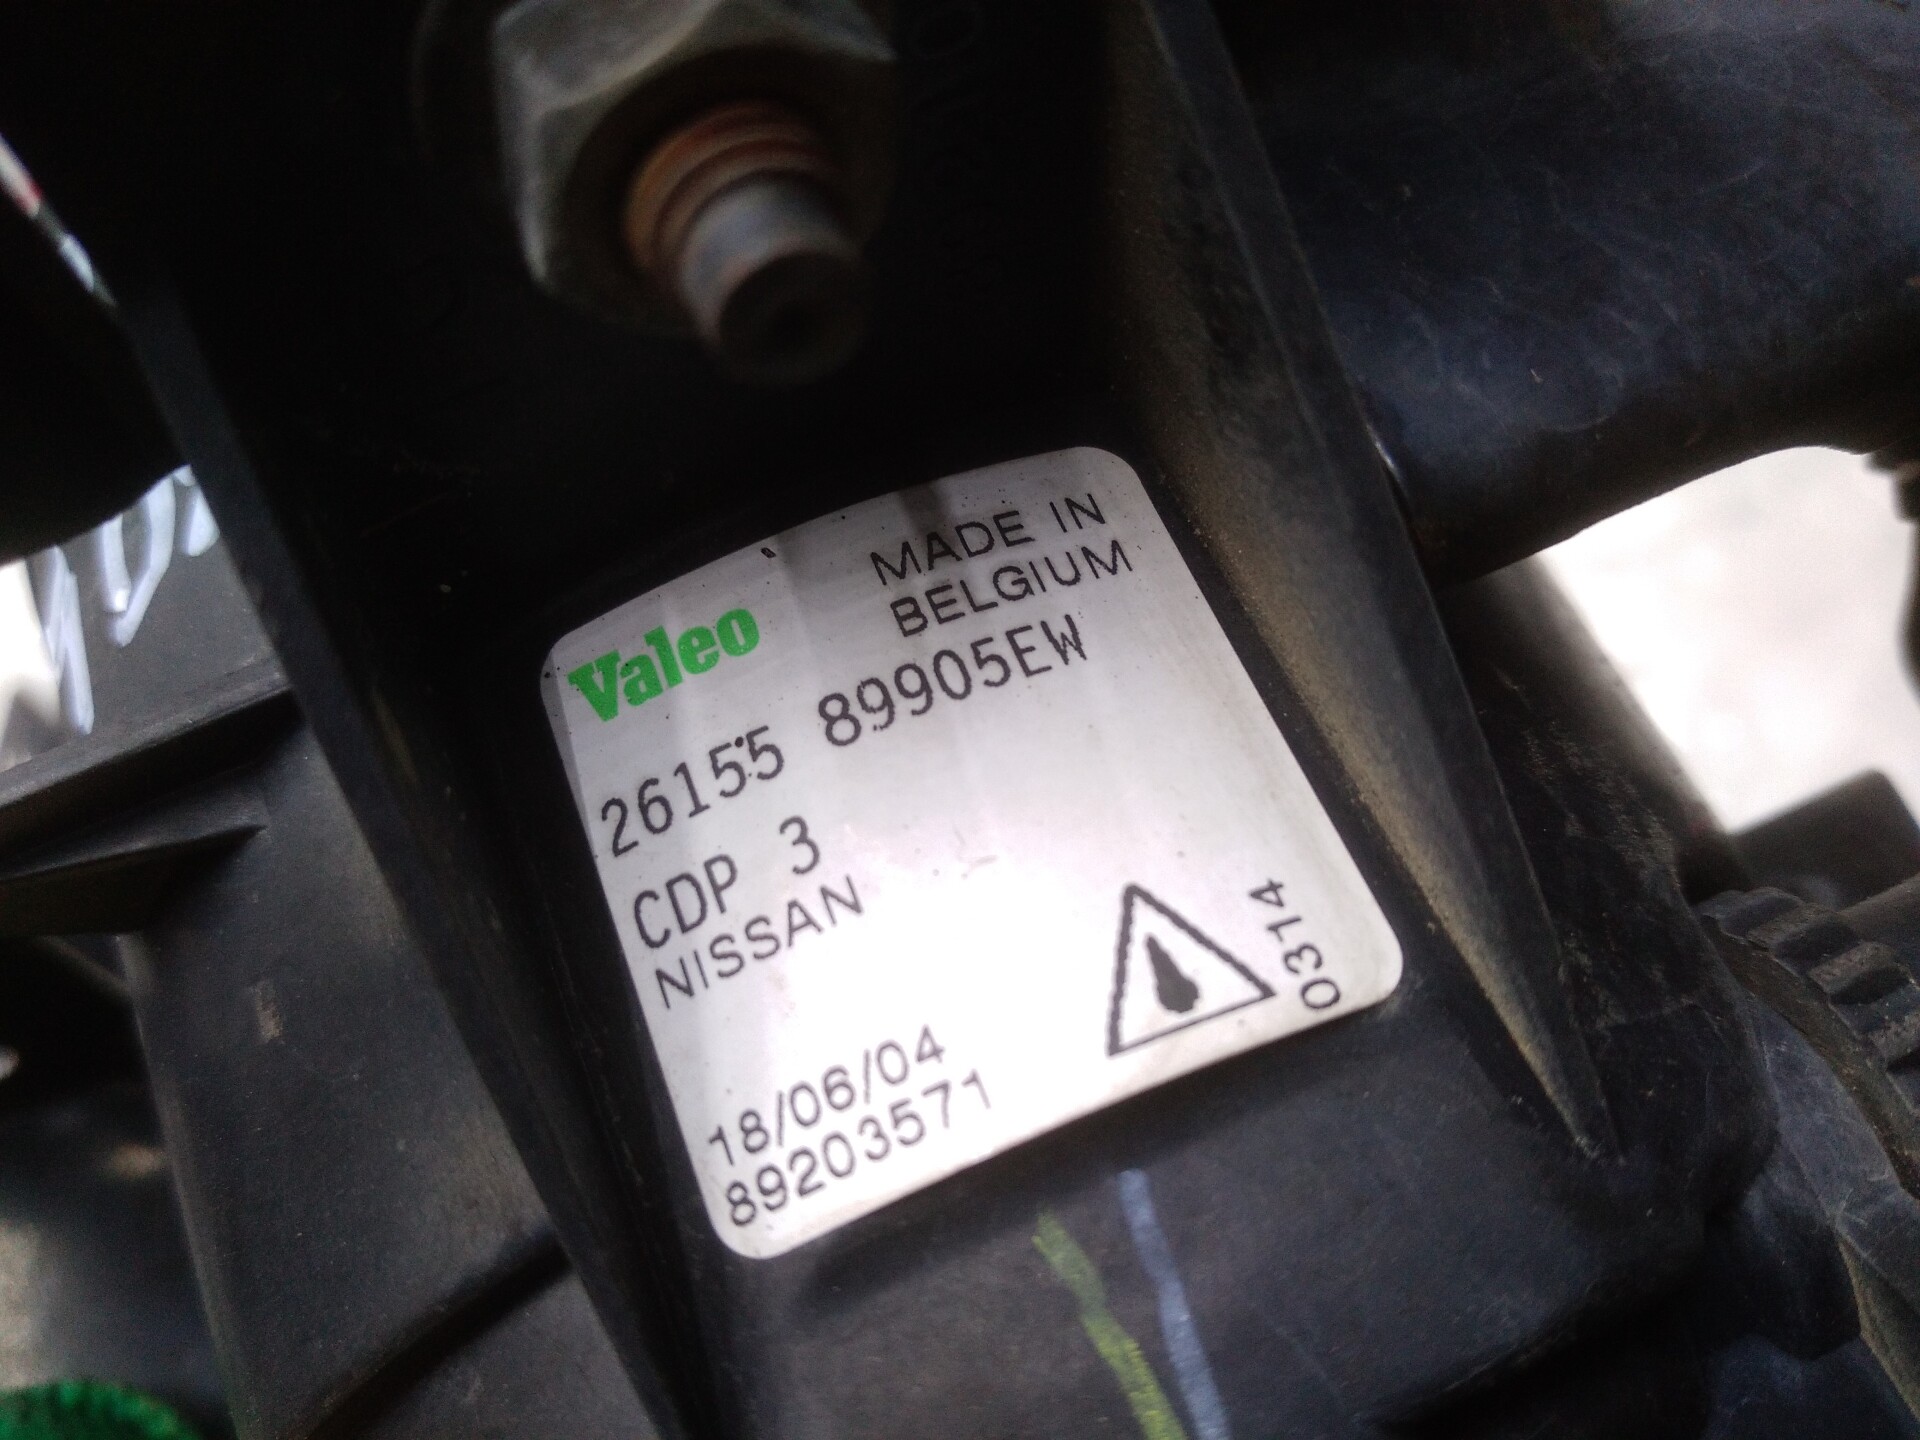 MADE IN
BELGIUM
Valeo
26155 89905EW
CDP 3
NISSAN
0314
18/06/04
89203571